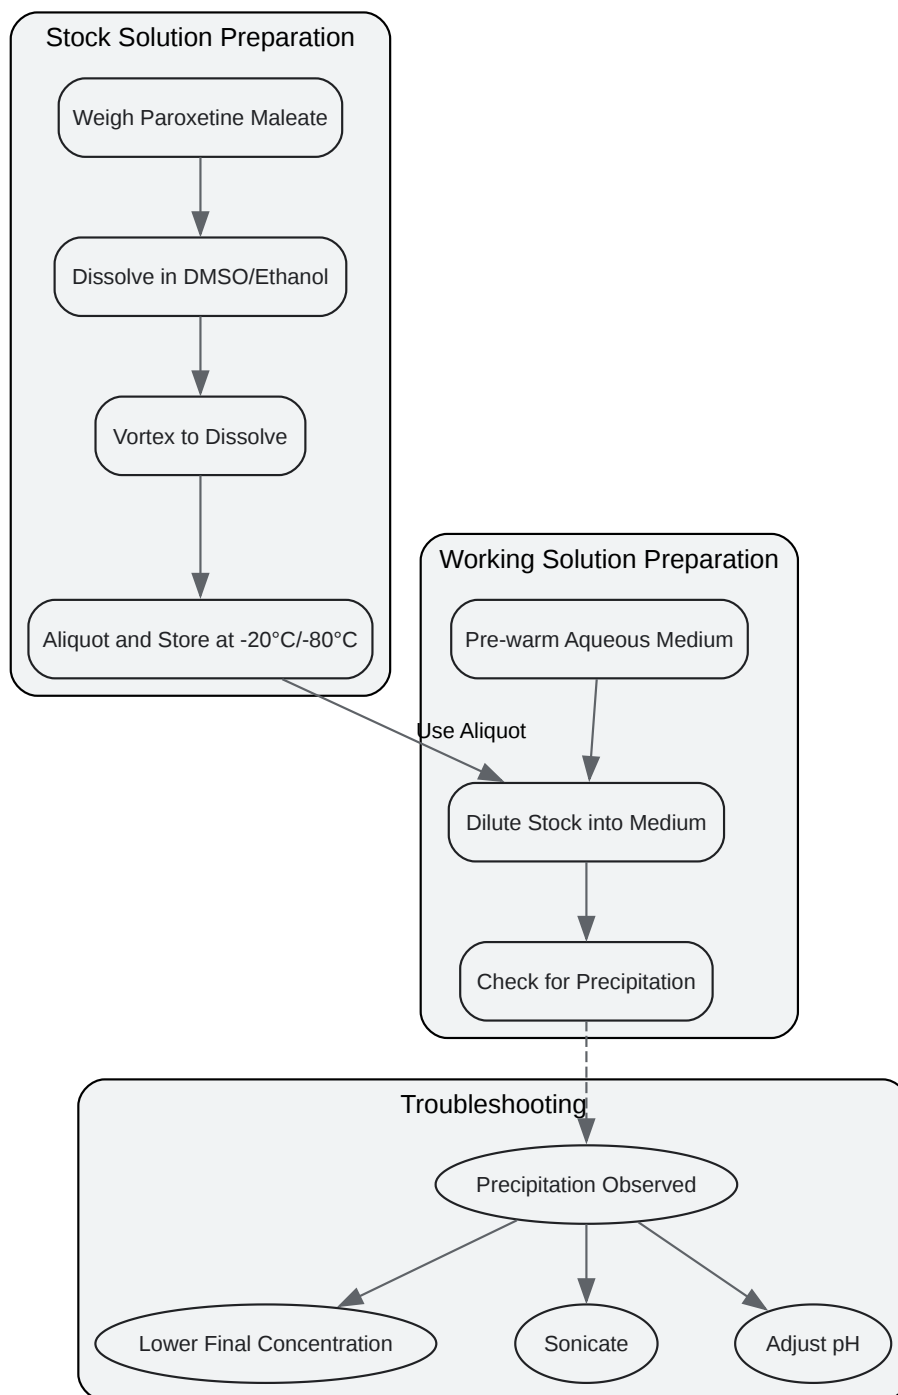 Stock Solution Preparation
Weigh Paroxetine Maleate
Dissolve in DMSO/Ethanol
Vortex to Dissolve
Aliquot and Store at -20°C/-80°C
Use Aliquot
Working Solution Preparation
Pre-warm Aqueous Medium
Dilute Stock into Medium
Check for Precipitation
Troubleshooting
Precipitation Observed
Lower Final Concentration
Sonicate
Adjust pH